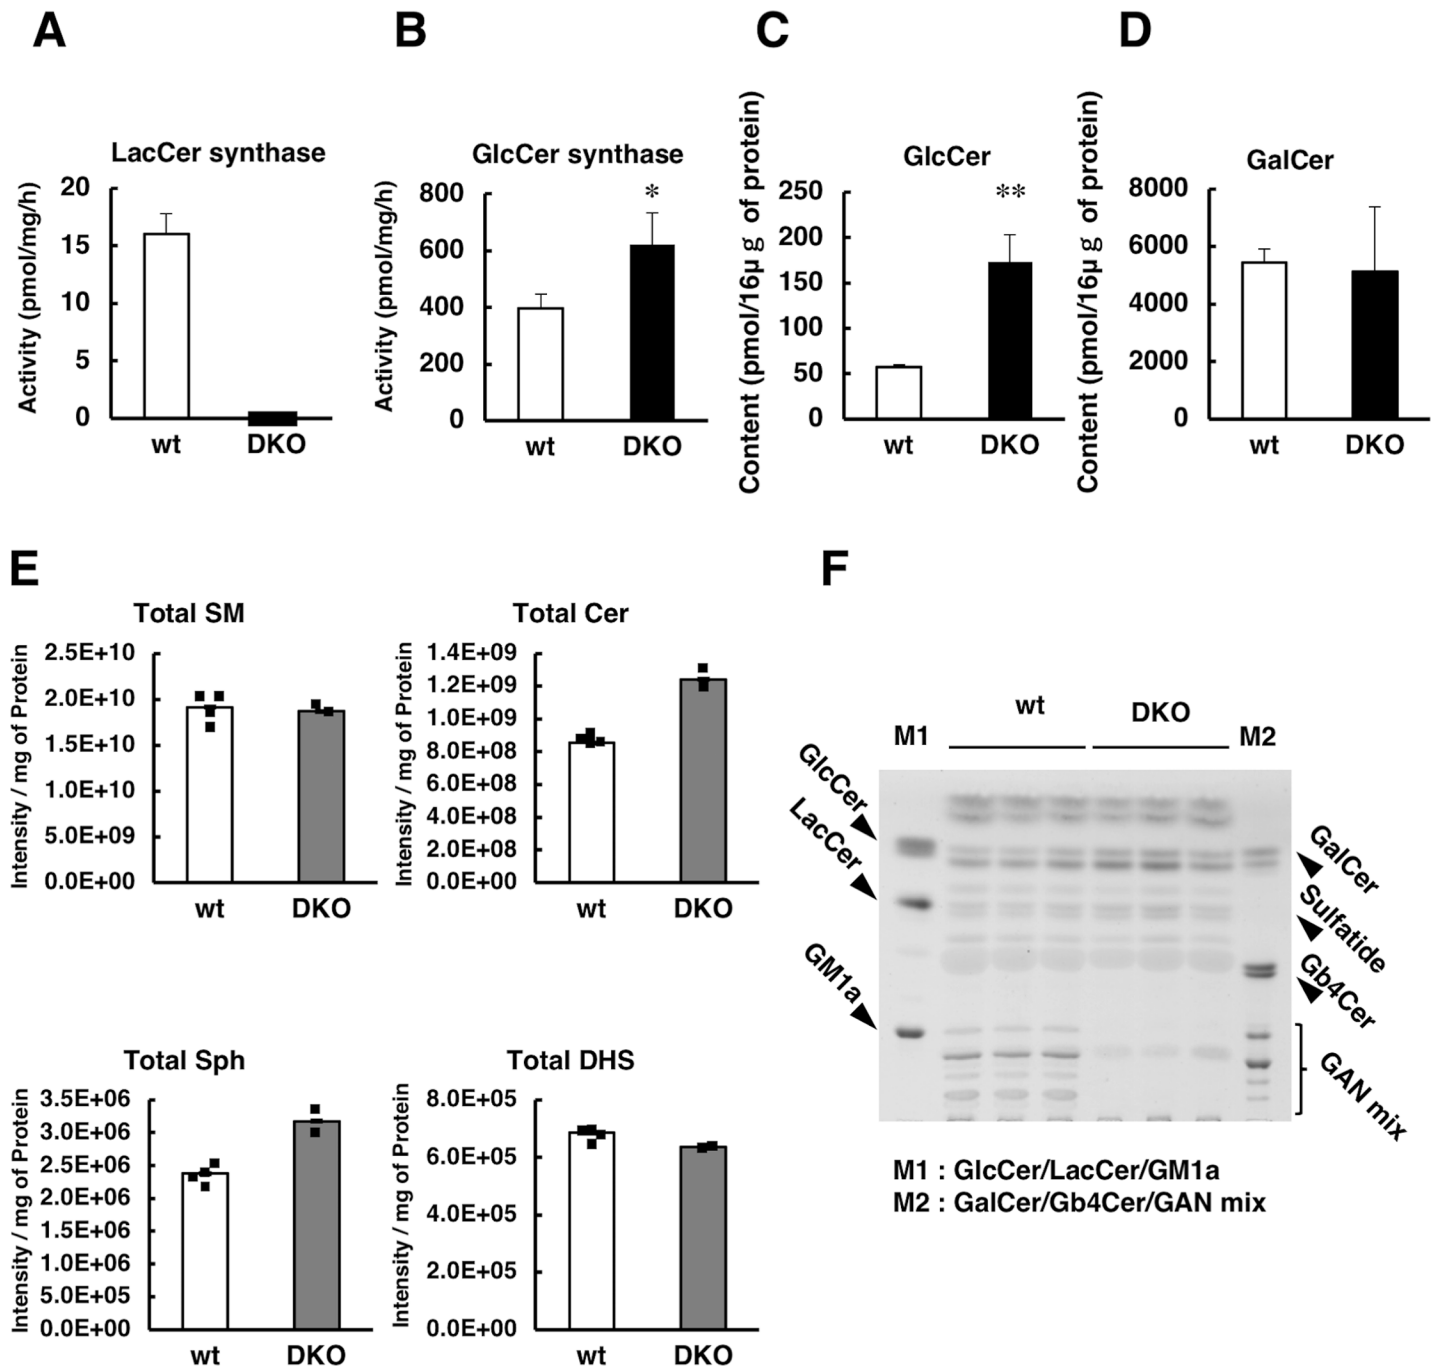 A
B
C
D
LacCer synthase
Activity (pmol/mg/h)
20
15
10
5
0
wt DKO
GlcCer synthase
Activity (pmol/mg/h)
800
600
400
200
0
*
wt DKO
GlcCer
Content (pmol/16μg of protein)
250
200
150
100
50
0
**
wt DKO
GalCer
Content (pmol/16μg of protein)
8000
6000
4000
2000
0
wt DKO
E
Total SM
Intensity / mg of Protein
2.5E+10
2.0E+10
1.5E+10
1.0E+10
5.0E+09
0.0E+00
wt DKO
Total Cer
Intensity / mg of Protein
1.4E+09
1.2E+09
1.0E+09
8.0E+08
6.0E+08
4.0E+08
2.0E+08
0.0E+00
wt DKO
Total Sph
Intensity / mg of Protein
3.5E+06
3.0E+06
2.5E+06
2.0E+06
1.5E+06
1.0E+06
5.0E+05
0.0E+00
wt DKO
Total DHS
Intensity / mg of Protein
8.0E+05
6.0E+05
4.0E+05
2.0E+05
0.0E+00
wt DKO
F
M1 wt DKO M2
GlcCer
LacCer
GM1a
GalCer
Sulfatide
Gb4Cer
GAN mix
M1 : GlcCer/LacCer/GM1a
M2 : GalCer/Gb4Cer/GAN mix